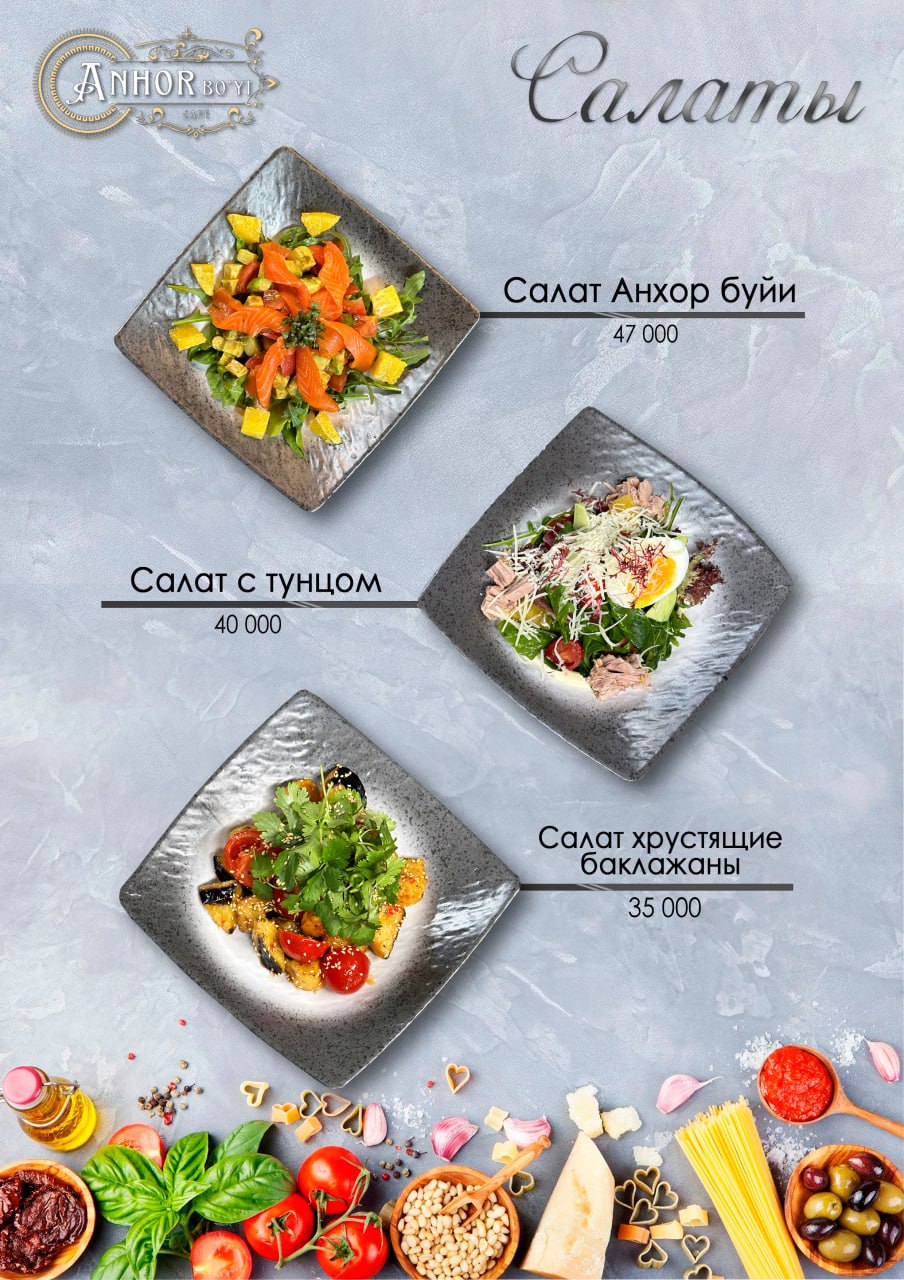 ANHOR BO'YI
CAFE
Салаты
Салат Анхор буйи
47 000
Салат с тунцом
40 000
Салат хрустящие
баклажаны
35 000